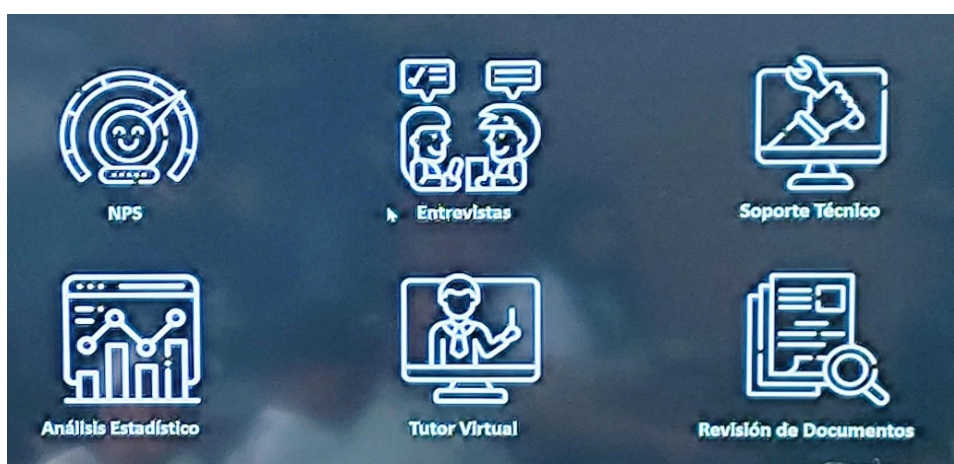 NPS
Entrevistas
Soporte Técnico
Análisis Estadístico
Tutor Virtual
Revisión de Documentos